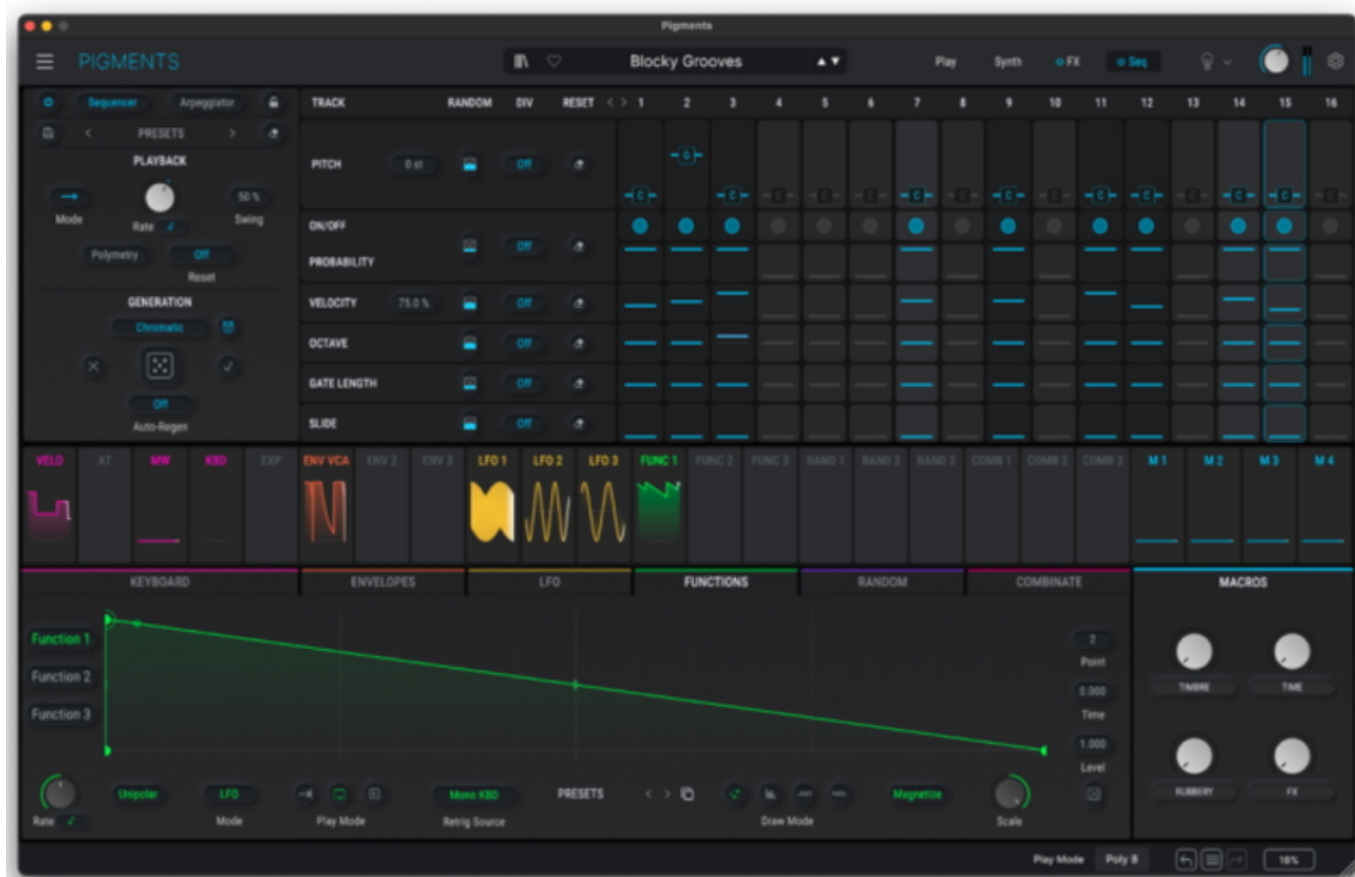 Pigments
PIGMENTS
Blocky Grooves
Play Synth FX Seq
Sequencer Arpeggiator
TRACK RANDOM DIV RESET < > 1 2 3 4 5 6 7 8 9 10 11 12 13 14 15 16
< PRESETS >
PLAYBACK
PITCH 0 st Off
G
C C C C C C C C C C C C C C C
50 %
Mode Rate Swing
ON/OFF
Off
PROBABILITY
Polymetry Off
Reset
GENERATION
VELOCITY 75.0 % Off
Chromatic
OCTAVE Off
GATE LENGTH Off
Off
Auto-Regen
SLIDE Off
VELO AT MW KBD EXP ENV VCA ENV 2 ENV 3 LFO 1 LFO 2 LFO 3 FUNC 1 FUNC 2 FUNC 3 RAND 1 RAND 2 RAND 3 COMB 1 COMB 2 COMB 3 M 1 M 2 M 3 M 4
KEYBOARD ENVELOPES LFO FUNCTIONS RANDOM COMBINATE MACROS
Function 1
Function 2
Function 3
2
Point
0.000
Time
1.000
Level
TIMBRE TIME
RUBBERY FX
Unipolar LFO Mono KBD PRESETS < > Magnetize
Rate Mode Play Mode Retrig Source Draw Mode Scale
Play Mode Poly 8 18%